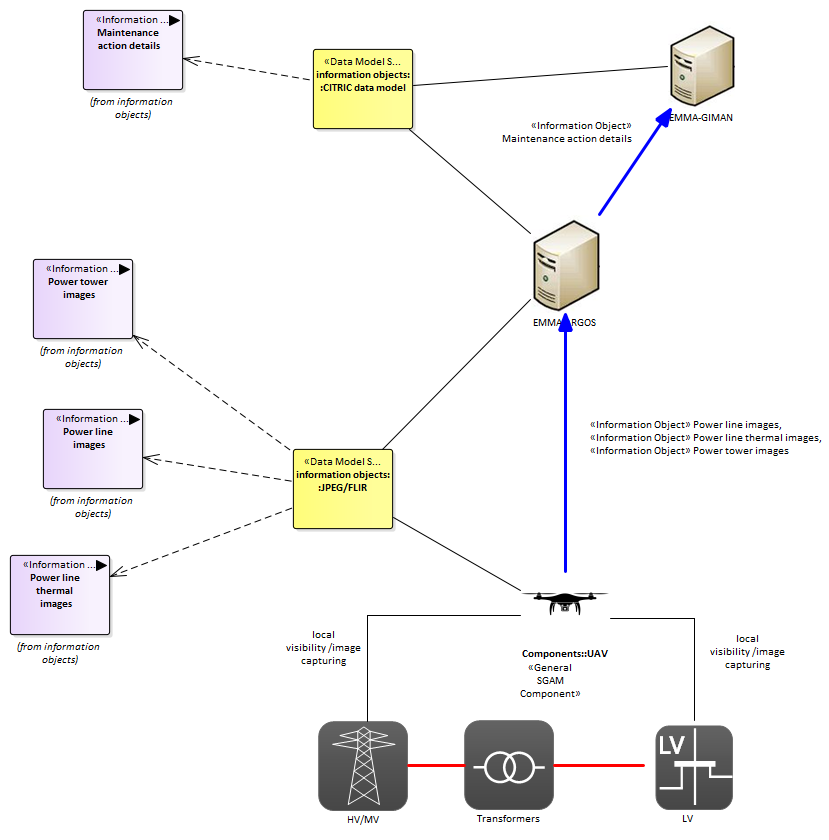 «Information ...
Maintenance
action details
(from information
objects)
«Data Model S...
information objects:
:CITRIC data model
EMMA-GIMAN
«Information Object»
Maintenance action details
«Information ...
Power tower
images
(from information
objects)
EMMA-ARGOS
«Information ...
Power line
images
(from information
objects)
«Information Object» Power line images,
«Information Object» Power line thermal images,
«Information Object» Power tower images
«Data Model S...
information objects:
:JPEG/FLIR
«Information ...
Power line
thermal
images
(from information
objects)
local
visibility /image
capturing
Components::UAV
«General
SGAM
Component»
local
visibility /image
capturing
LV
HV/MV
Transformers
LV